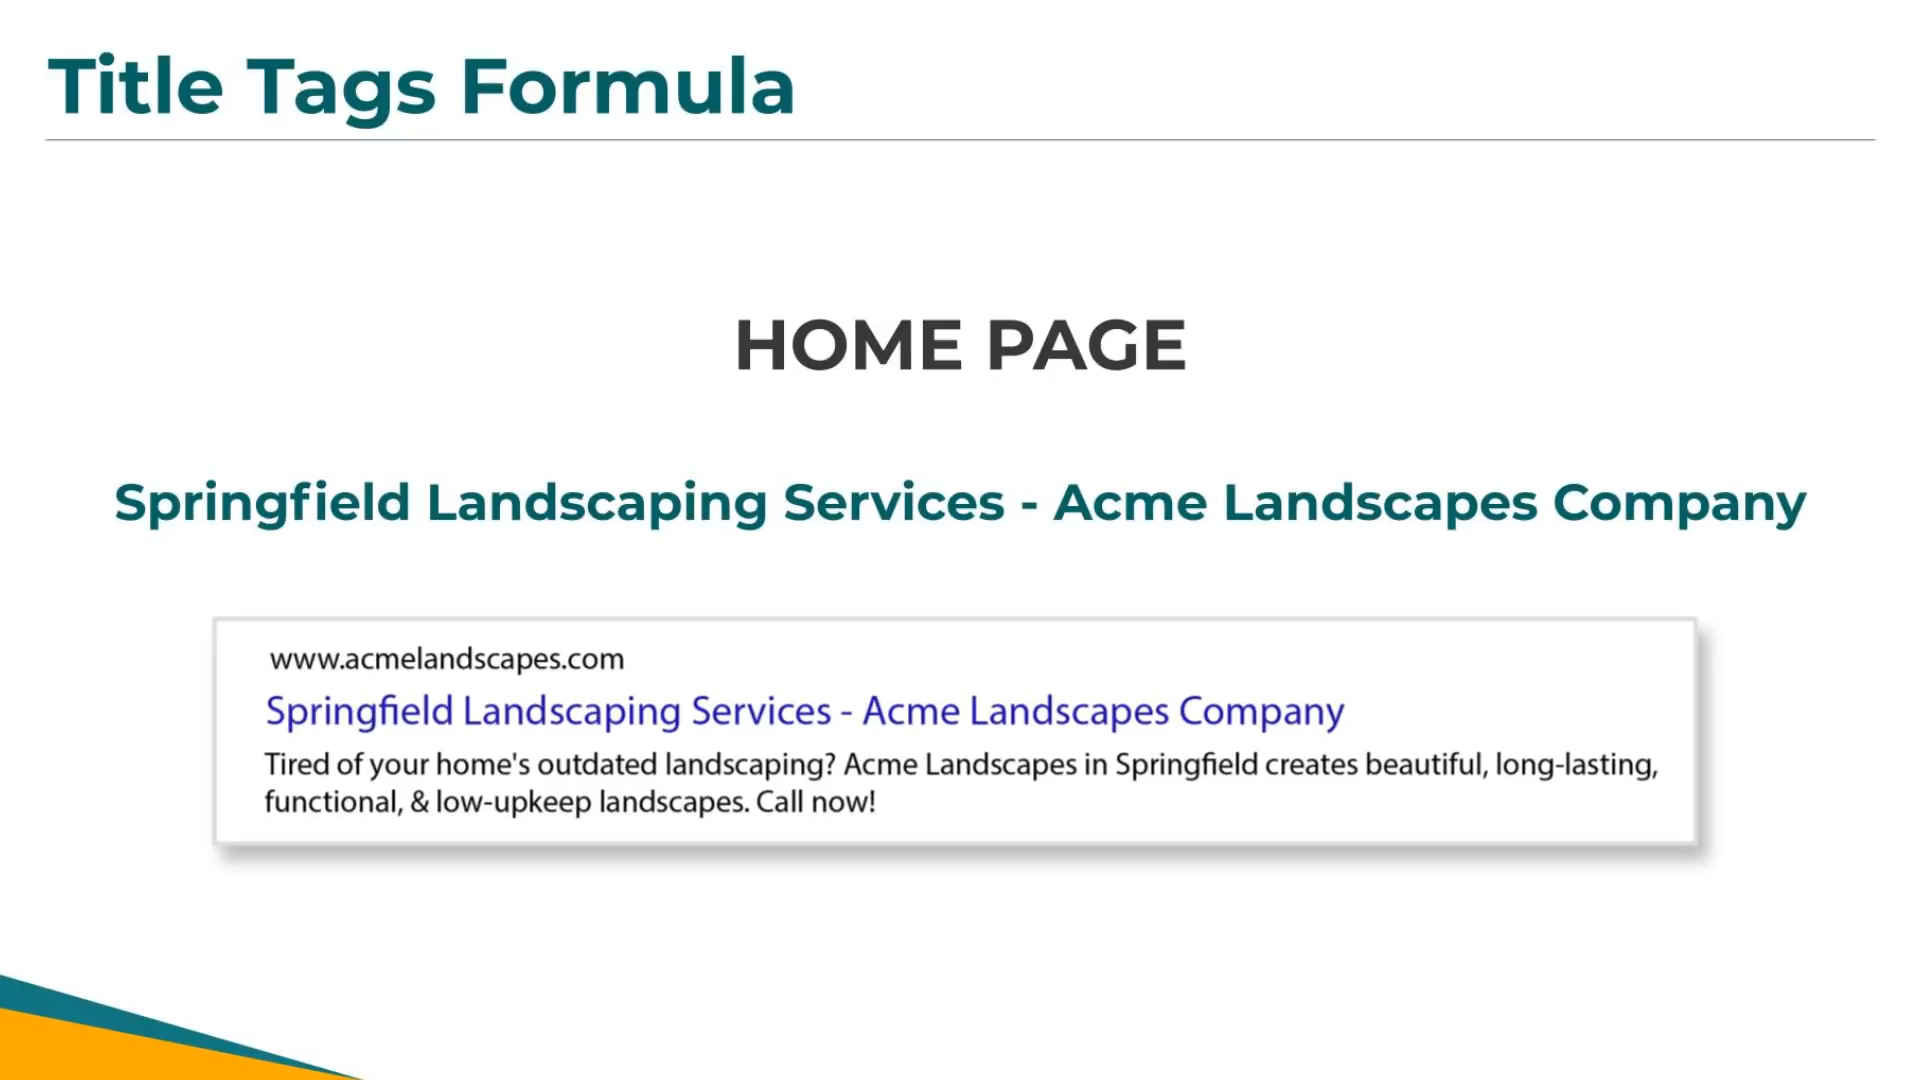 Title Tags Formula
HOME PAGE
Springfield Landscaping Services - Acme Landscapes Company
www.acmelandscapes.com
Springfield Landscaping Services - Acme Landscapes Company
Tired of your home's outdated landscaping? Acme Landscapes in Springfield creates beautiful, long-lasting,
functional, & low-upkeep landscapes. Call now!